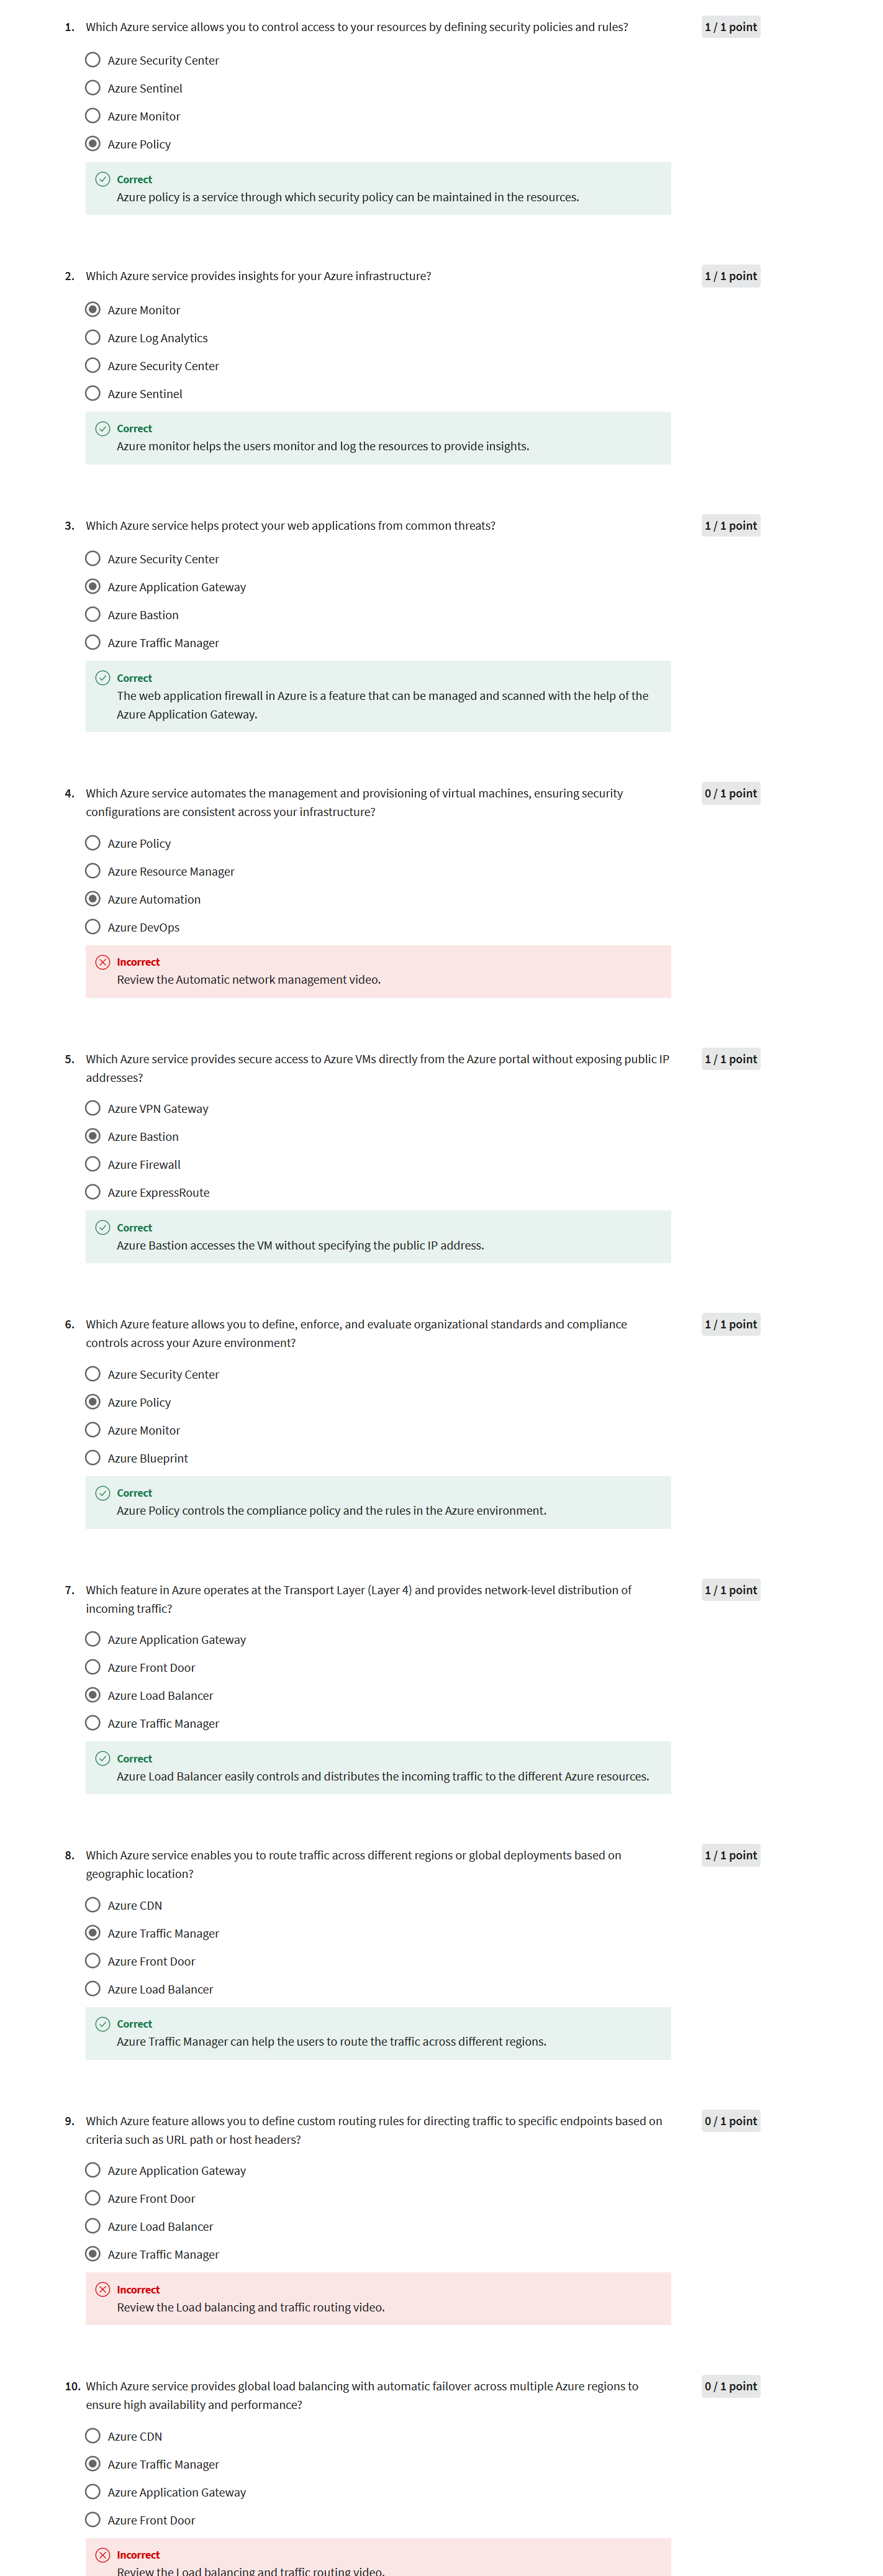 1. Which Azure service allows you to control access to your resources by defining security policies and rules? 1 / 1 point
Azure Security Center
Azure Sentinel
Azure Monitor
Azure Policy
Correct
Azure policy is a service through which security policy can be maintained in the resources.
2. Which Azure service provides insights for your Azure infrastructure? 1 / 1 point
Azure Monitor
Azure Log Analytics
Azure Security Center
Azure Sentinel
Correct
Azure monitor helps the users monitor and log the resources to provide insights.
3. Which Azure service helps protect your web applications from common threats? 1 / 1 point
Azure Security Center
Azure Application Gateway
Azure Bastion
Azure Traffic Manager
Correct
The web application firewall in Azure is a feature that can be managed and scanned with the help of the
Azure Application Gateway.
4. Which Azure service automates the management and provisioning of virtual machines, ensuring security 0 / 1 point
configurations are consistent across your infrastructure?
Azure Policy
Azure Resource Manager
Azure Automation
Azure DevOps
Incorrect
Review the Automatic network management video.
5. Which Azure service provides secure access to Azure VMs directly from the Azure portal without exposing public IP 1 / 1 point
addresses?
Azure VPN Gateway
Azure Bastion
Azure Firewall
Azure ExpressRoute
Correct
Azure Bastion accesses the VM without specifying the public IP address.
6. Which Azure feature allows you to define, enforce, and evaluate organizational standards and compliance 1 / 1 point
controls across your Azure environment?
Azure Security Center
Azure Policy
Azure Monitor
Azure Blueprint
Correct
Azure Policy controls the compliance policy and the rules in the Azure environment.
7. Which feature in Azure operates at the Transport Layer (Layer 4) and provides network-level distribution of 1 / 1 point
incoming traffic?
Azure Application Gateway
Azure Front Door
Azure Load Balancer
Azure Traffic Manager
Correct
Azure Load Balancer easily controls and distributes the incoming traffic to the different Azure resources.
8. Which Azure service enables you to route traffic across different regions or global deployments based on 1 / 1 point
geographic location?
Azure CDN
Azure Traffic Manager
Azure Front Door
Azure Load Balancer
Correct
Azure Traffic Manager can help the users to route the traffic across different regions.
9. Which Azure feature allows you to define custom routing rules for directing traffic to specific endpoints based on 0 / 1 point
criteria such as URL path or host headers?
Azure Application Gateway
Azure Front Door
Azure Load Balancer
Azure Traffic Manager
Incorrect
Review the Load balancing and traffic routing video.
10. Which Azure service provides global load balancing with automatic failover across multiple Azure regions to 0 / 1 point
ensure high availability and performance?
Azure CDN
Azure Traffic Manager
Azure Application Gateway
Azure Front Door
Incorrect
Review the Load balancing and traffic routing video.